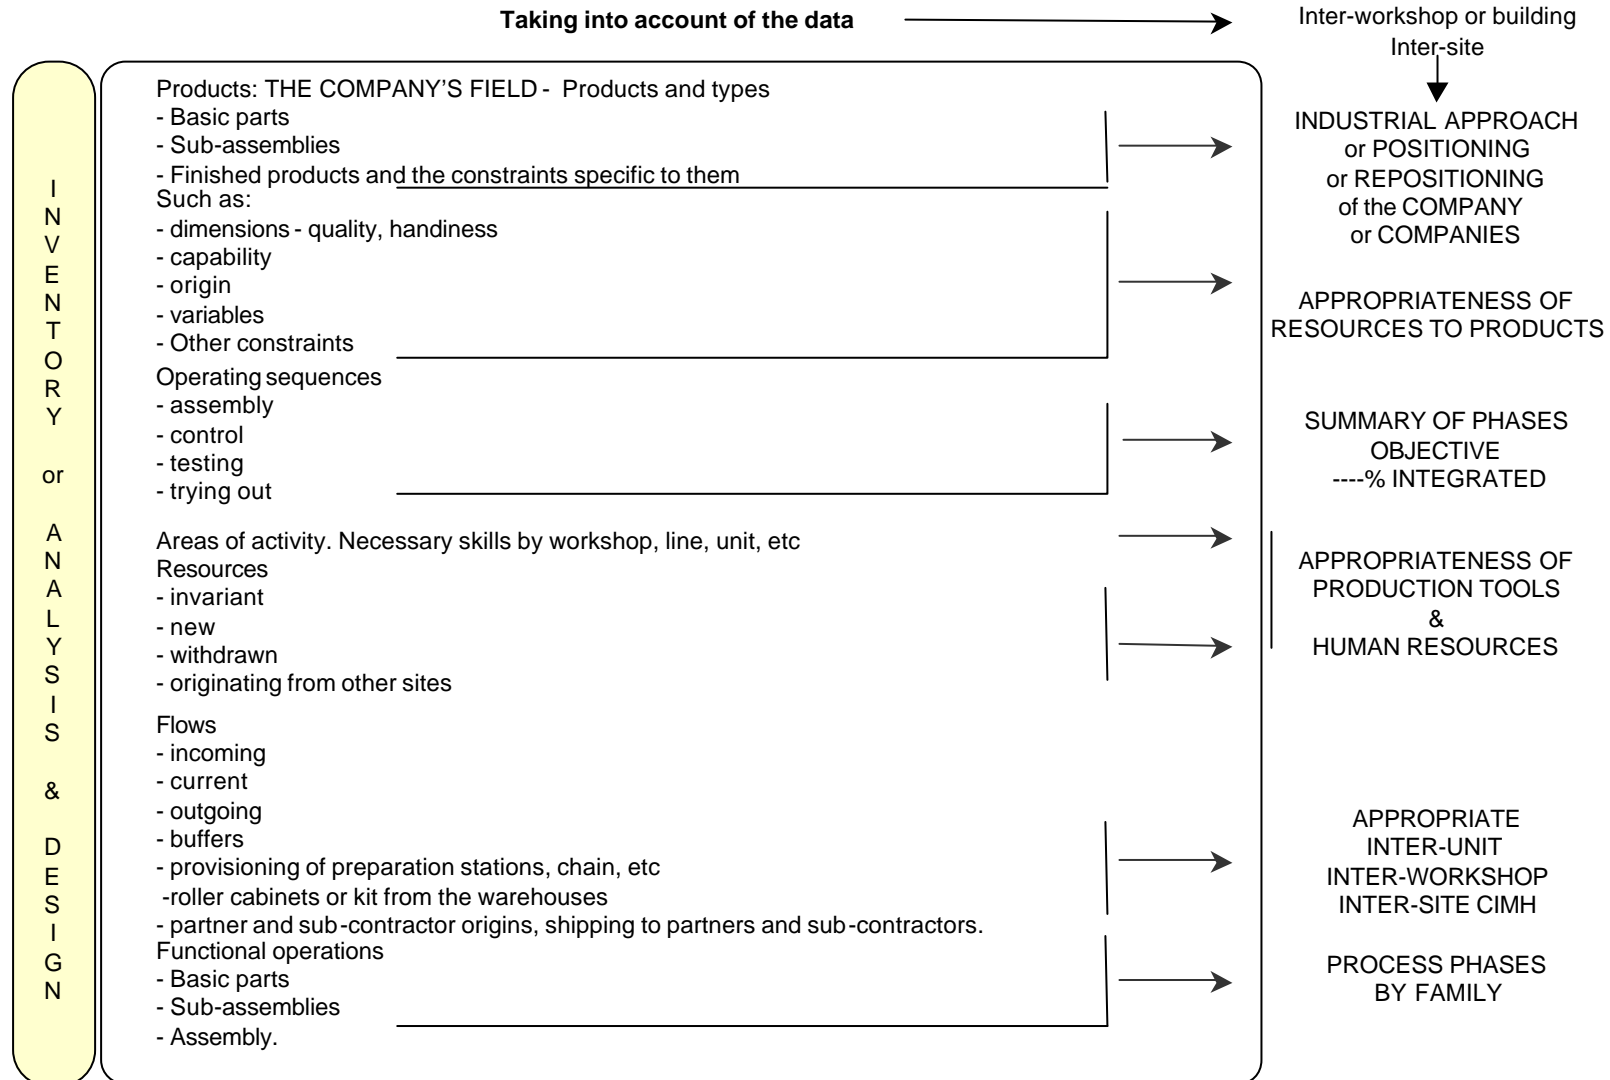 Taking into account of the data
Inter-workshop or building
Inter-site
INVENTORY or ANALYSIS & DESIGN
Products: THE COMPANY'S FIELD - Products and types
- Basic parts
- Sub-assemblies
- Finished products and the constraints specific to them
INDUSTRIAL APPROACH
or POSITIONING
or REPOSITIONING
of the COMPANY
or COMPANIES
Such as:
- dimensions - quality, handiness
- capability
- origin
- variables
- Other constraints
APPROPRIATENESS OF
RESOURCES TO PRODUCTS
Operating sequences
- assembly
- control
- testing
- trying out
SUMMARY OF PHASES
OBJECTIVE
----% INTEGRATED
Areas of activity. Necessary skills by workshop, line, unit, etc
Resources
- invariant
- new
- withdrawn
- originating from other sites
APPROPRIATENESS OF
PRODUCTION TOOLS
&
HUMAN RESOURCES
Flows
- incoming
- current
- outgoing
- buffers
- provisioning of preparation stations, chain, etc
-roller cabinets or kit from the warehouses
- partner and sub-contractor origins, shipping to partners and sub-contractors.
APPROPRIATE
INTER-UNIT
INTER-WORKSHOP
INTER-SITE CIMH
Functional operations
- Basic parts
- Sub-assemblies
- Assembly.
PROCESS PHASES
BY FAMILY